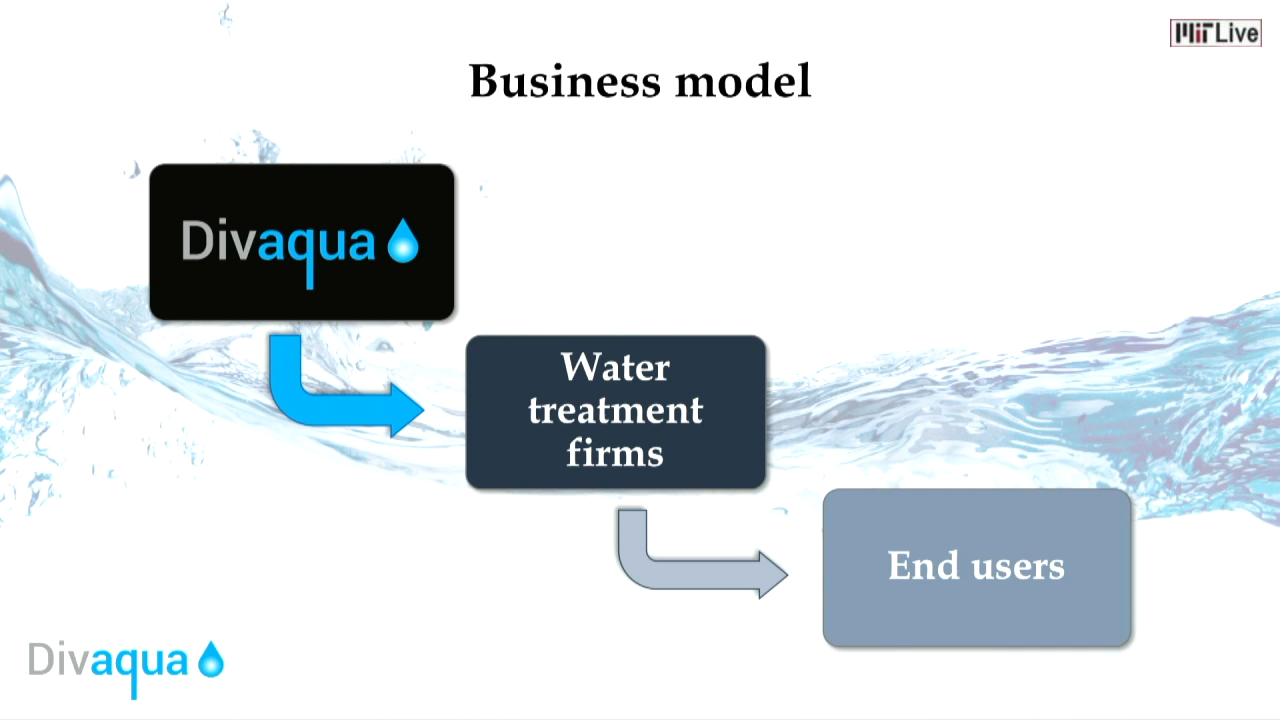 MIT Live
Business model
Divaqua
Water
treatment
firms
End users
Divaqua